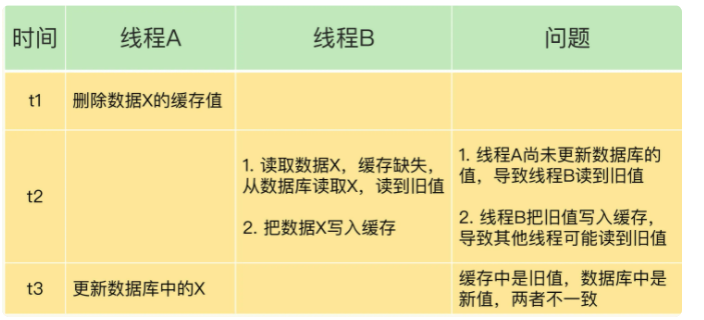 时间 线程A 线程B 问题
t1 删除数据X的缓存值
t2
1. 读取数据X，缓存缺失，
从数据库读取X，读到旧值
2. 把数据X写入缓存
1. 线程A尚未更新数据库的
值，导致线程B读到旧值
2. 线程B把旧值写入缓存，
导致其他线程可能读到旧值
t3 更新数据库中的X
缓存中是旧值，数据库中是
新值，两者不一致